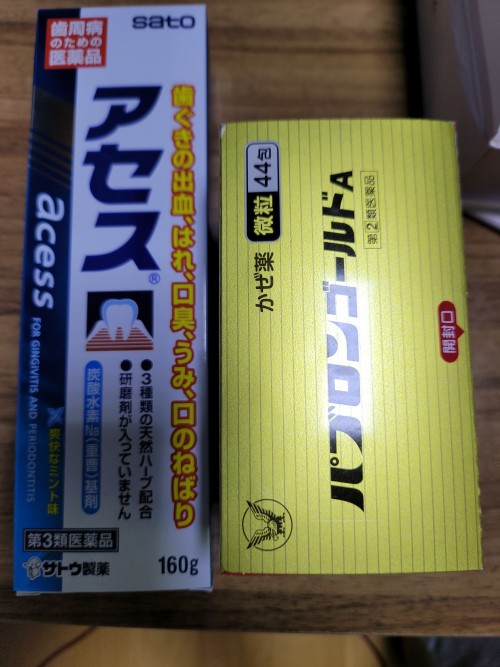 歯周病
のための
医薬品
sato
アセス®
acess
FOR GINGIVITIS AND PERIODONTITIS
爽快なミント味
歯ぐきの出血、はれ、口臭、うみ、口のねばり
●3種類の天然ハーブ配合
●研磨剤が入っていません
炭酸水素Na(重曹)基剤
第3類医薬品
サトウ製薬
160g
かぜ薬
微粒
44包
パブロンゴールドA
第②類医薬品
開封口